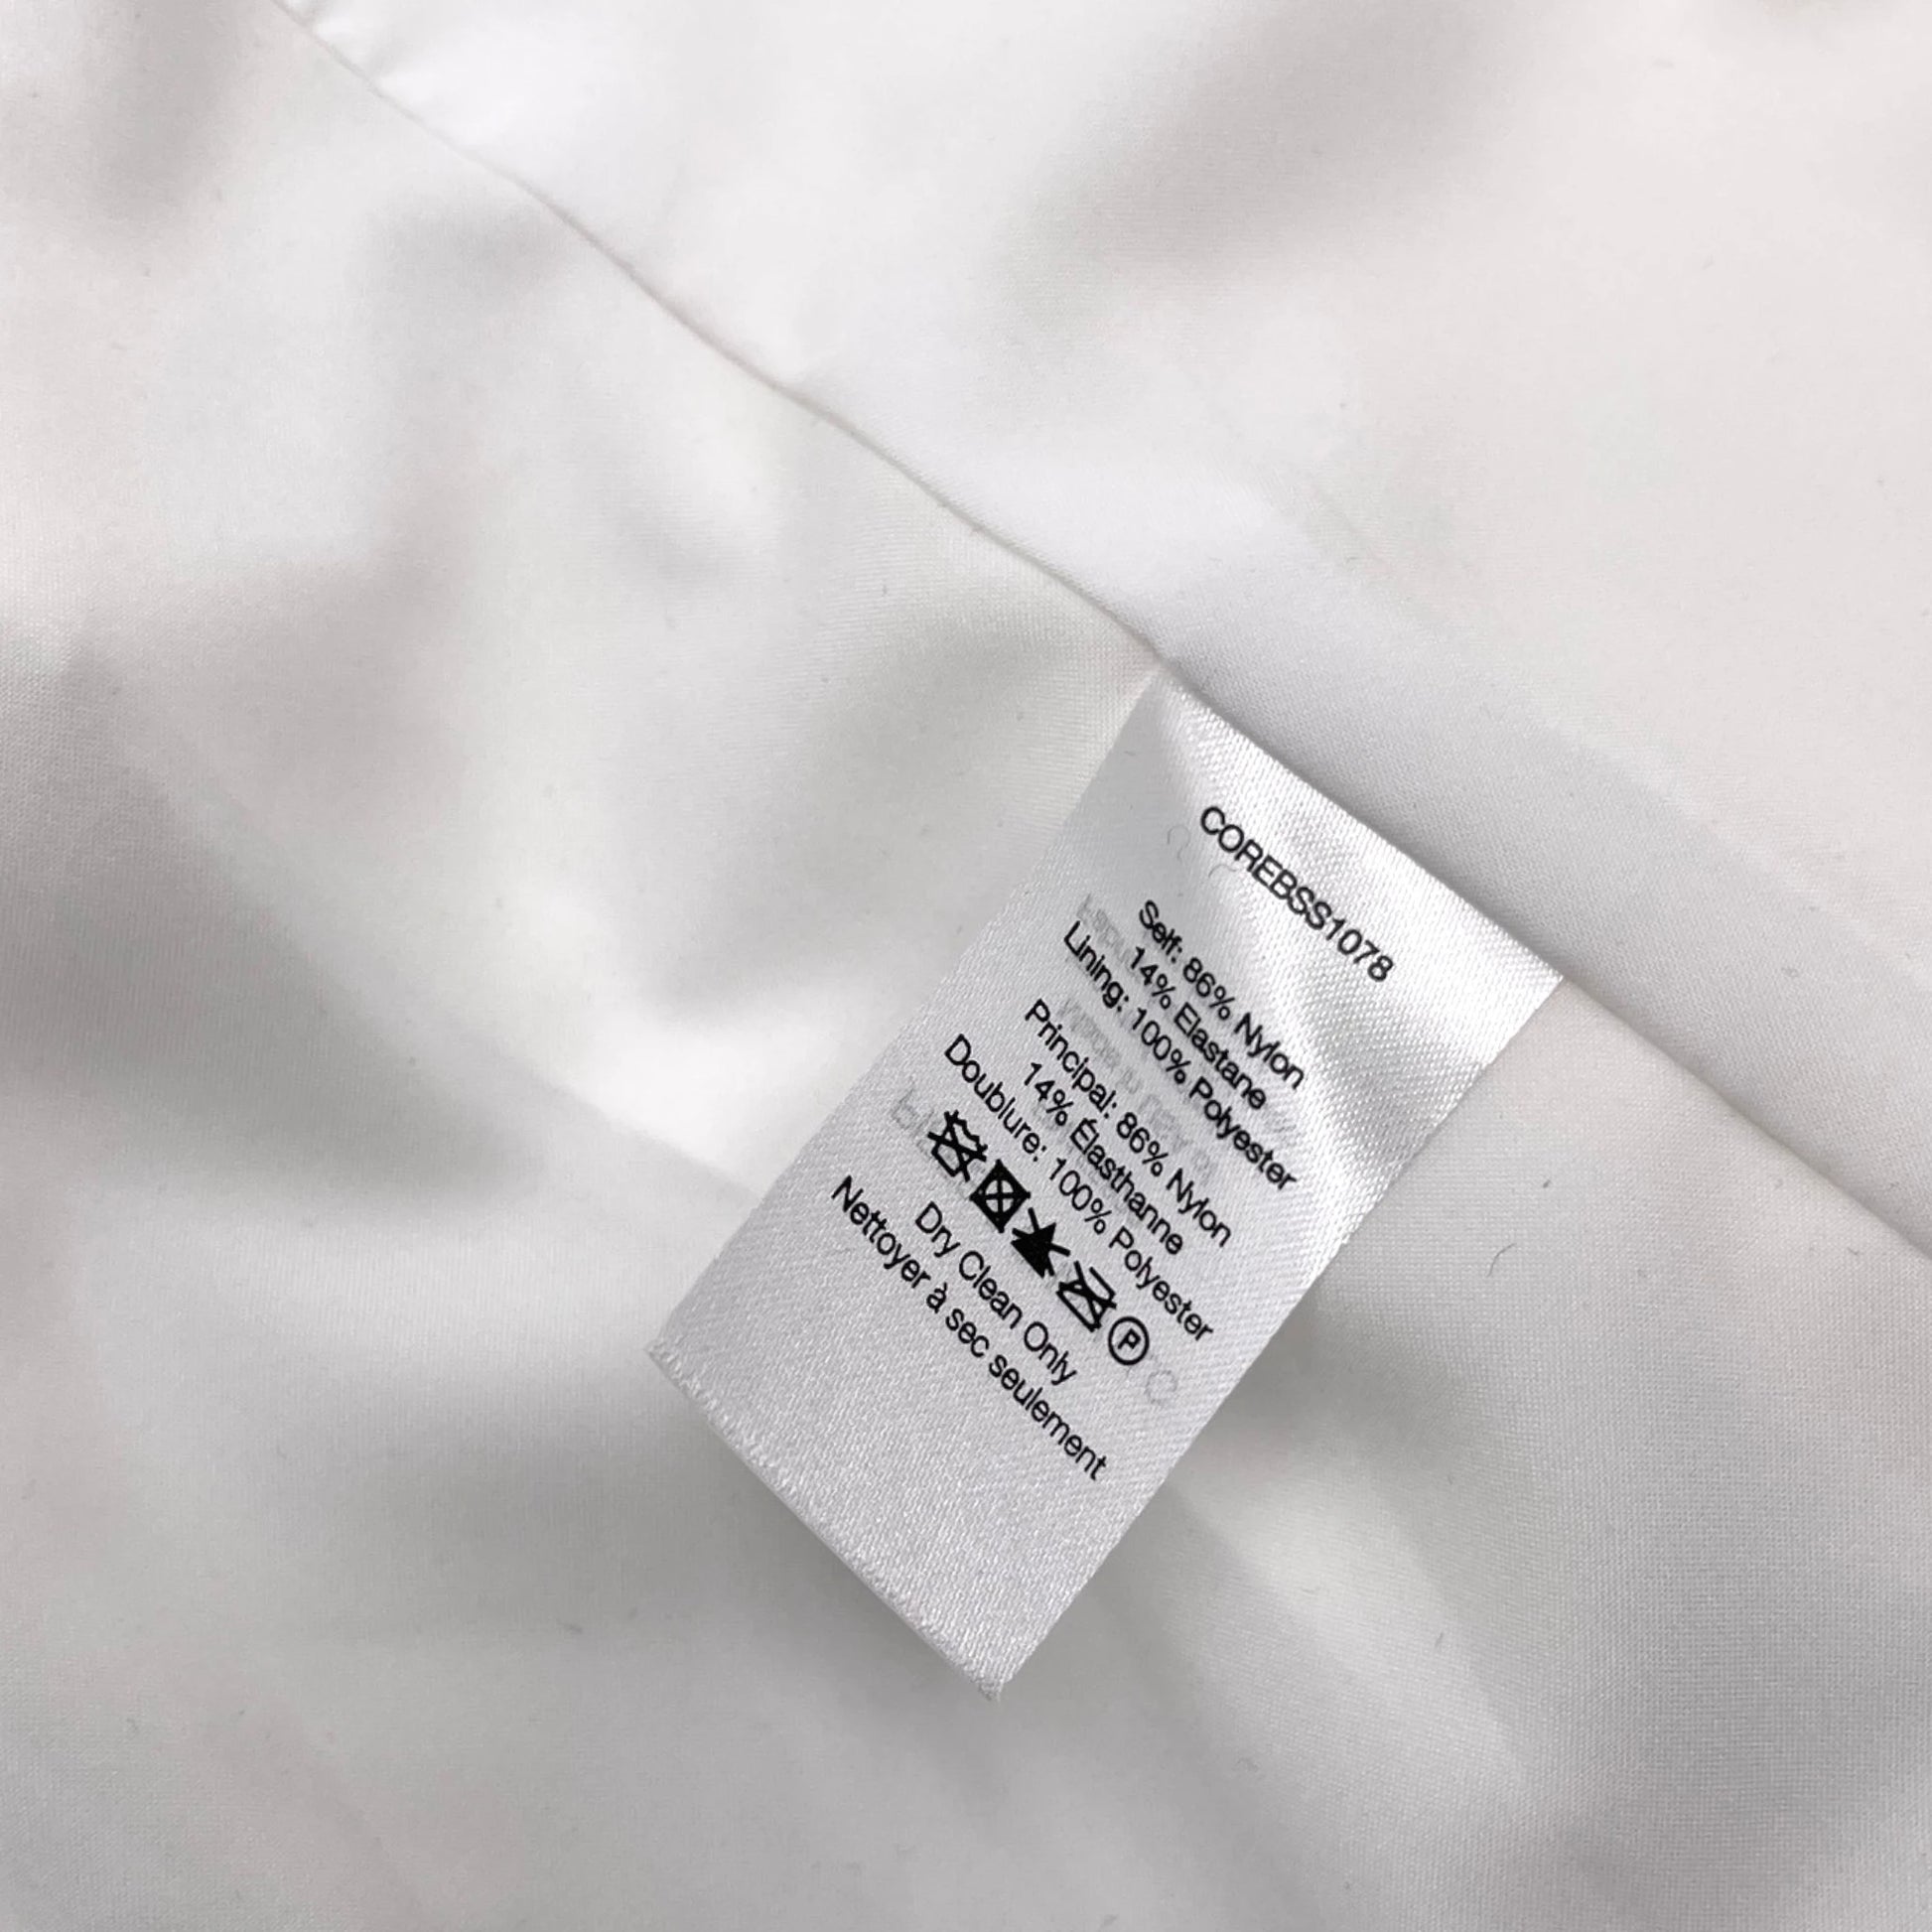 COREBSS1078
Self: 86% Nylon
14% Elastane
Lining: 100% Polyester
Principal: 86% Nylon
14% Élasthanne
Doublure: 100% Polyester
P
Dry Clean Only
Nettoyer à sec seulement